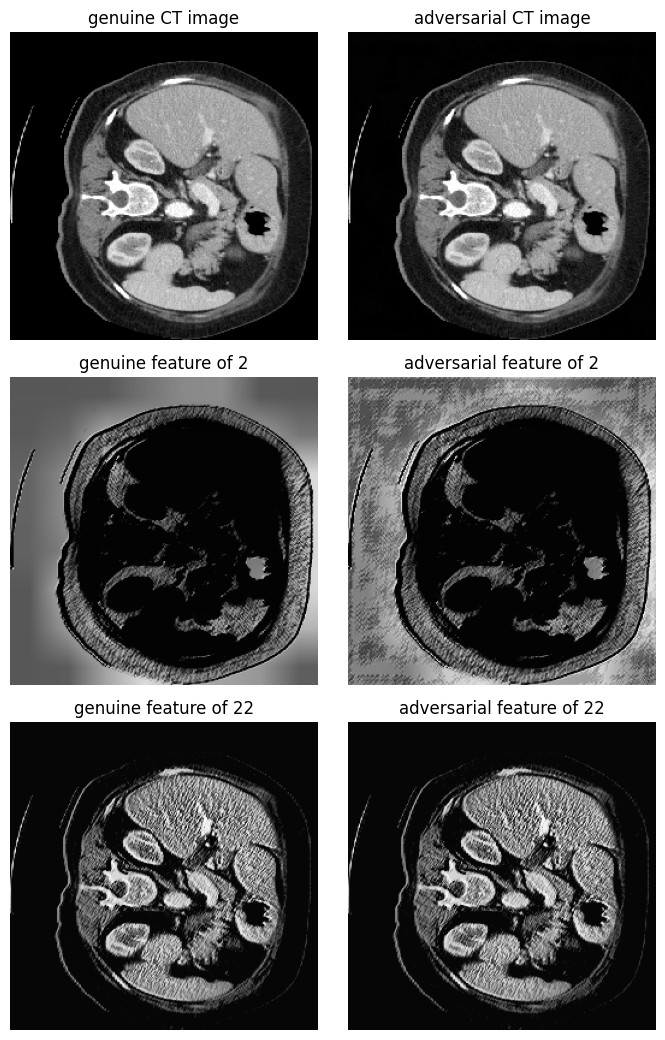 genuine CT image
adversarial CT image
genuine feature of 2
adversarial feature of 2
genuine feature of 22
adversarial feature of 22